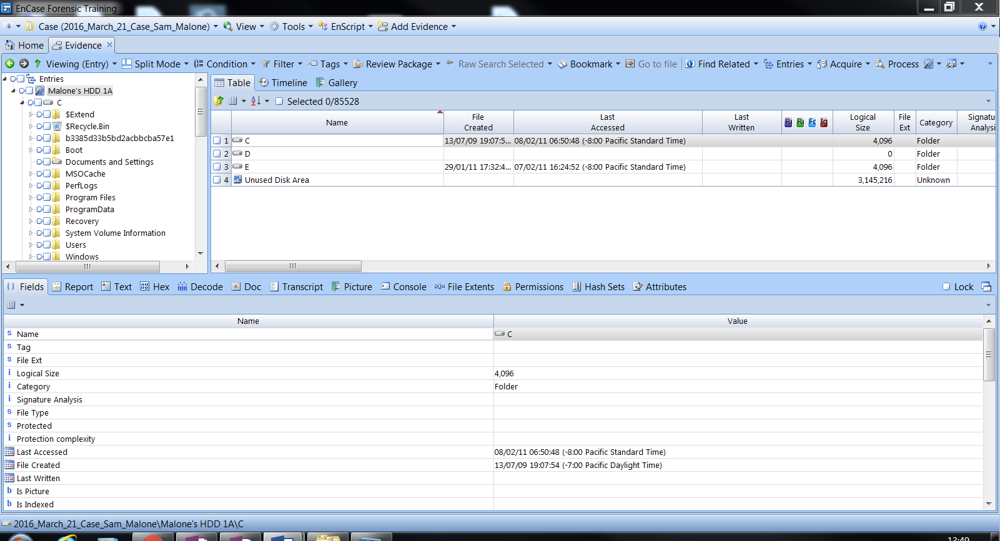 EnCase Forensic Training
Case (2016_March_21_Case_Sam_Malone) View Tools EnScript Add Evidence
Home Evidence
Viewing (Entry) Split Mode Condition Filter Tags Review Package Raw Search Selected Bookmark Go to file Find Related Entries Acquire Process
Entries
Malone's HDD 1A
C
$Extend
$Recycle.Bin
b3385d33b5bd2acbbcba57e1
Boot
Documents and Settings
MSOCache
PerfLogs
Program Files
ProgramData
Recovery
System Volume Information
Users
Windows
Table Timeline Gallery
Selected 0/85528
Name File Created Last Accessed Last Written Re Re Fo Ig Logical Size File Ext Category Signatu Analysi
1 C 13/07/09 19:07:5... 08/02/11 06:50:48 (-8:00 Pacific Standard Time) 4,096 Folder
2 D 0 Folder
3 E 29/01/11 17:32:4... 07/02/11 16:24:52 (-8:00 Pacific Standard Time) 4,096 Folder
4 Unused Disk Area 3,145,216 Unknown
Fields Report Text Hex Decode Doc Transcript Picture Console File Extents Permissions Hash Sets Attributes Lock
Name Value
s Name C
s Tag
s File Ext
i Logical Size 4,096
i Category Folder
i Signature Analysis
s File Type
s Protected
i Protection complexity
Last Accessed 08/02/11 06:50:48 (-8:00 Pacific Standard Time)
File Created 13/07/09 19:07:54 (-7:00 Pacific Daylight Time)
Last Written
b Is Picture
b Is Indexed
2016_March_21_Case_Sam_Malone\Malone's HDD 1A\C